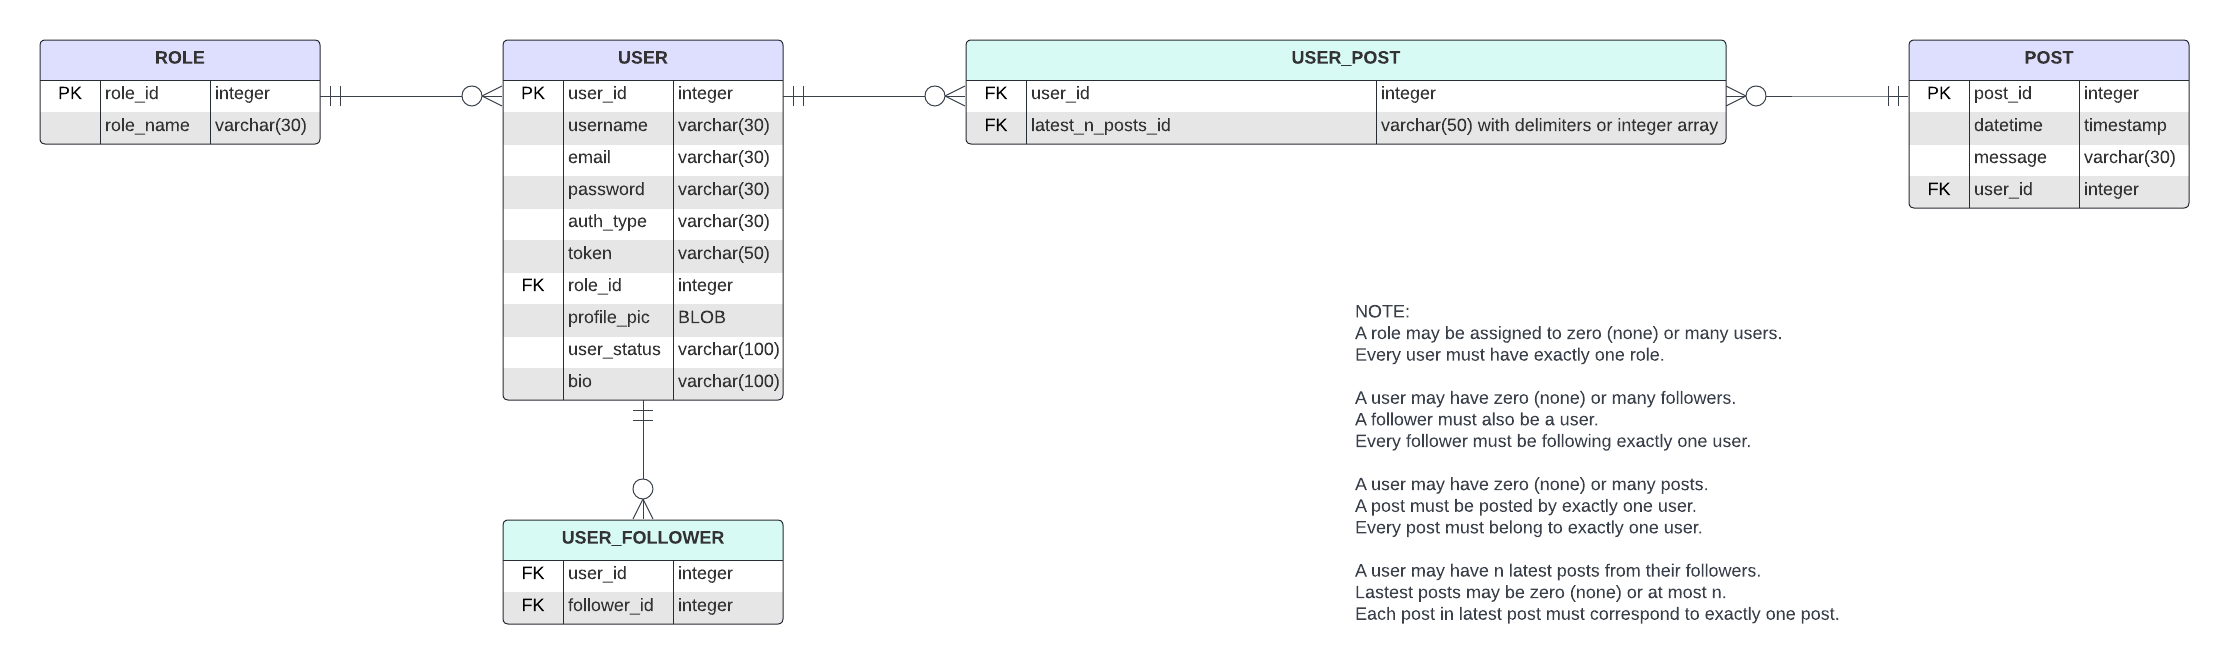 ROLE
PK role_id integer
role_name varchar(30)
USER
PK user_id integer
username varchar(30)
email varchar(30)
password varchar(30)
auth_type varchar(30)
token varchar(50)
FK role_id integer
profile_pic BLOB
user_status varchar(100)
bio varchar(100)
USER_POST
FK user_id integer
FK latest_n_posts_id varchar(50) with delimiters or integer array
POST
PK post_id integer
datetime timestamp
message varchar(30)
FK user_id integer
USER_FOLLOWER
FK user_id integer
FK follower_id integer
NOTE:
A role may be assigned to zero (none) or many users.
Every user must have exactly one role.
A user may have zero (none) or many followers.
A follower must also be a user.
Every follower must be following exactly one user.
A user may have zero (none) or many posts.
A post must be posted by exactly one user.
Every post must belong to exactly one user.
A user may have n latest posts from their followers.
Lastest posts may be zero (none) or at most n.
Each post in latest post must correspond to exactly one post.